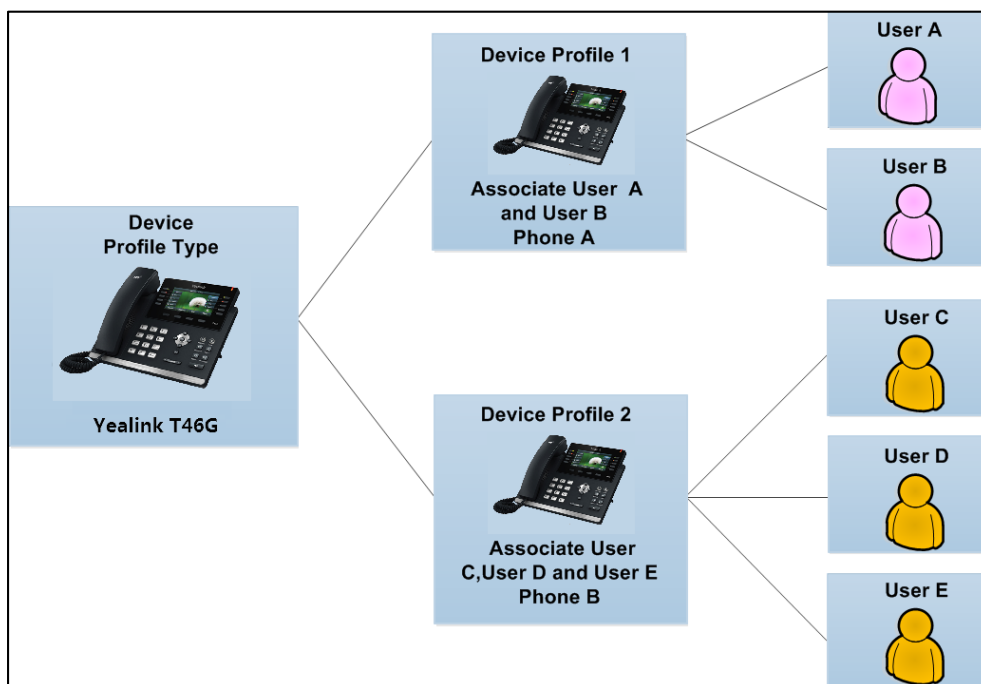 Device
Profile Type
Yealink T46G
Device Profile 1
Associate User A
and User B
Phone A
Device Profile 2
Associate User
C,User D and User E
Phone B
User A
User B
User C
User D
User E